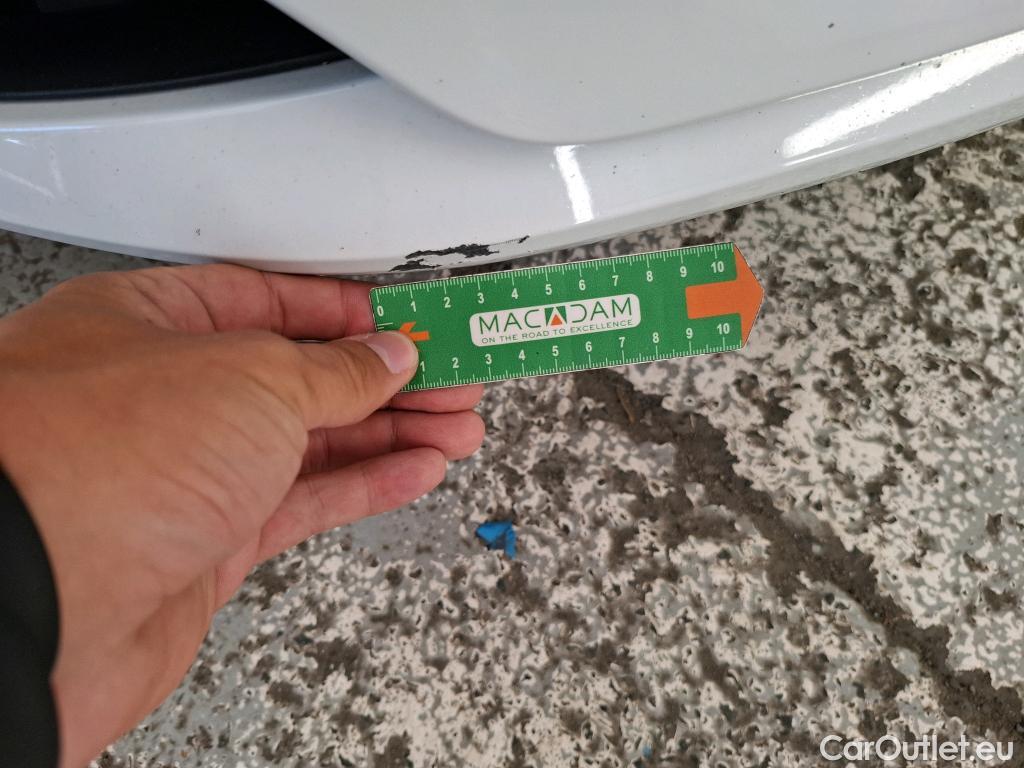 0 1 2 3 4 5 6 7 8 9 10
MACADAM
ON THE ROAD TO EXCELLENCE
1 2 3 4 5 6 7 8 9 10
CarOutlet.eu